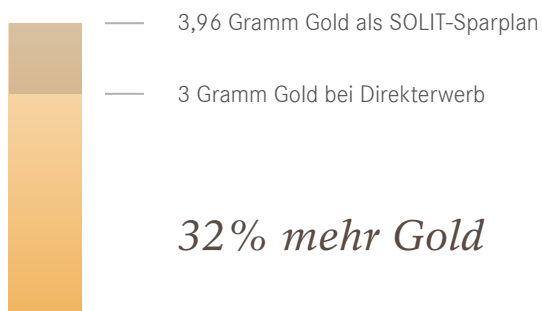 3,96 Gramm Gold als SOLIT-Sparplan
3 Gramm Gold bei Direkterwerb
32% mehr Gold